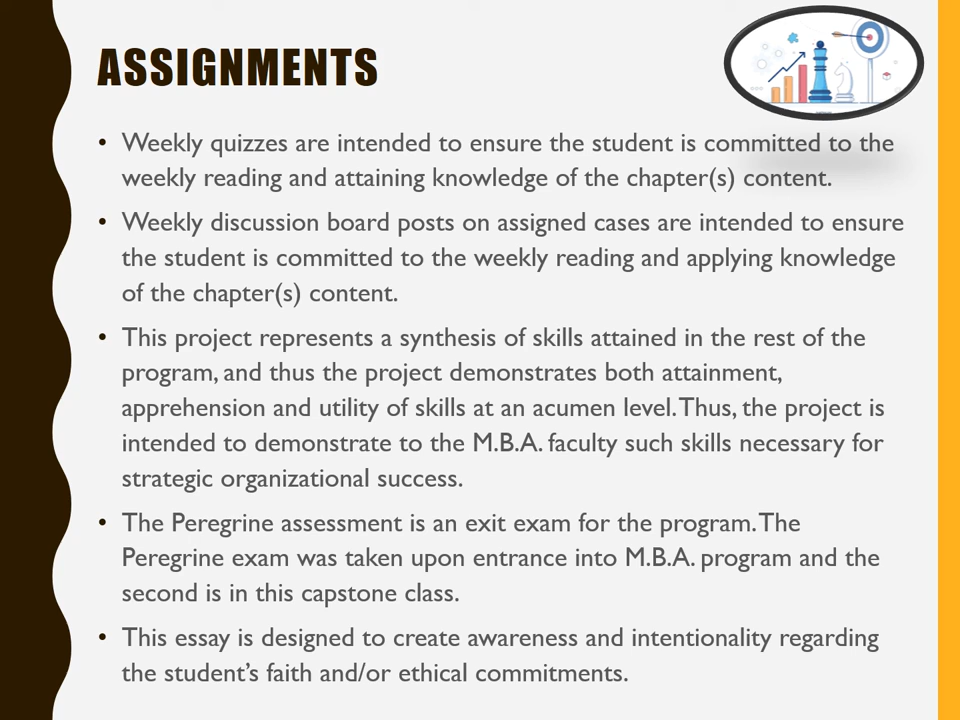 ASSIGNMENTS
• Weekly quizzes are intended to ensure the student is committed to the
weekly reading and attaining knowledge of the chapter(s) content.
• Weekly discussion board posts on assigned cases are intended to ensure
the student is committed to the weekly reading and applying knowledge
of the chapter(s) content.
• This project represents a synthesis of skills attained in the rest of the
program, and thus the project demonstrates both attainment,
apprehension and utility of skills at an acumen level. Thus, the project is
intended to demonstrate to the M.B.A. faculty such skills necessary for
strategic organizational success.
• The Peregrine assessment is an exit exam for the program. The
Peregrine exam was taken upon entrance into M.B.A. program and the
second is in this capstone class.
• This essay is designed to create awareness and intentionality regarding
the student’s faith and/or ethical commitments.